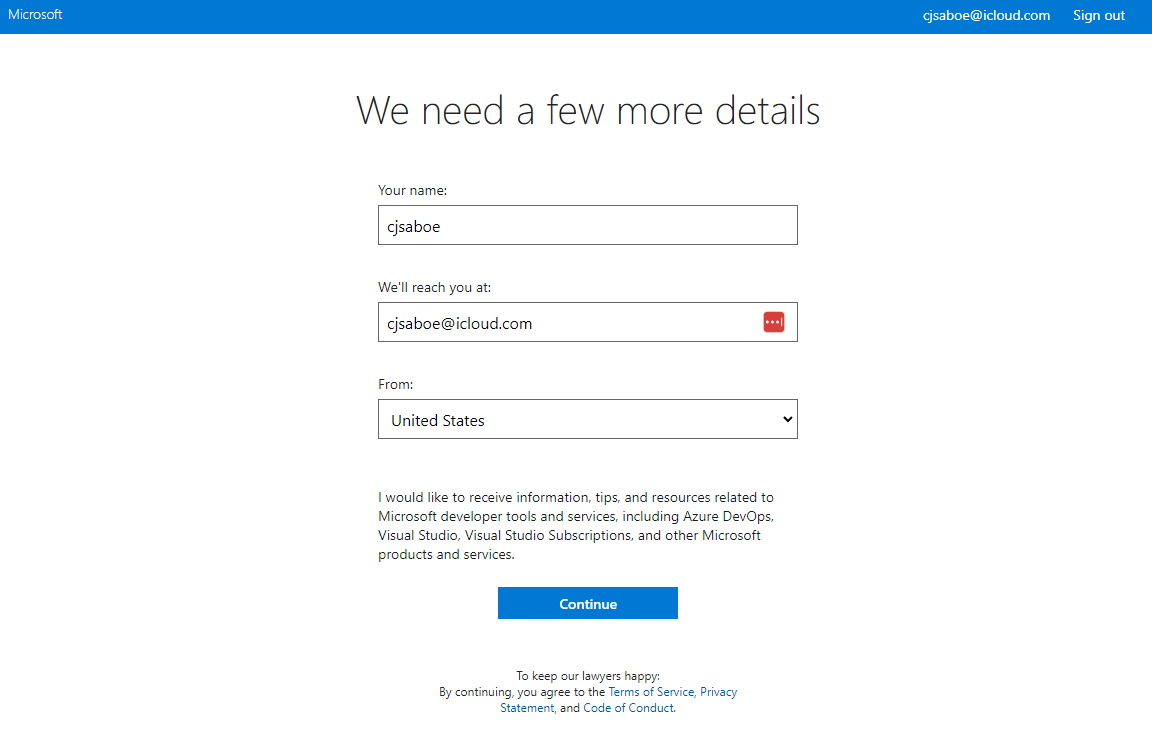 Microsoft
cjsaboe@icloud.com Sign out
We need a few more details
Your name:
cjsaboe
We'll reach you at:
cjsaboe@icloud.com
From:
United States
I would like to receive information, tips, and resources related to
Microsoft developer tools and services, including Azure DevOps,
Visual Studio, Visual Studio Subscriptions, and other Microsoft
products and services.
Continue
To keep our lawyers happy:
By continuing, you agree to the Terms of Service, Privacy
Statement, and Code of Conduct.